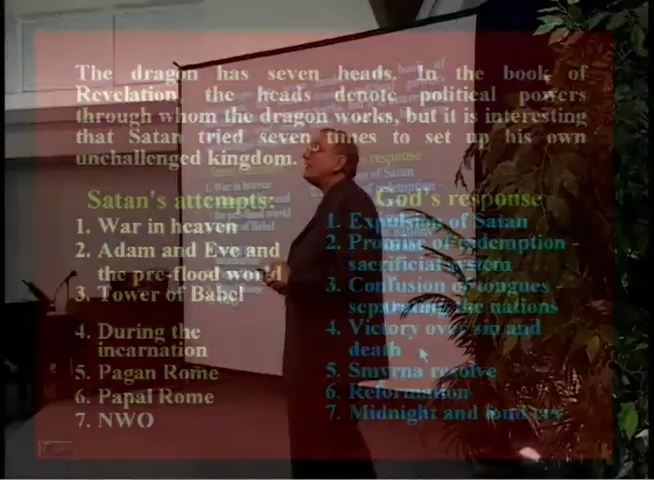 The dragon has seven heads. In the book of
Revelation, the heads denote political powers
through whom the dragon works, but it is interesting
that Satan tried seven times to set up his own
unchallenged kingdom.
Satan's attempts:
1. War in heaven
2. Adam and Eve and
the pre-flood world
3. Tower of Babel
4. During the
incarnation
5. Pagan Rome
6. Papal Rome
7. NWO
God's response
1. Expulsion of Satan
2. Promise of redemption -
sacrificial system
3. Confusion of tongues -
separating the nations
4. Victory over sin and
death
5. Smyrna resolve
6. Reformation
7. Midnight and loud cry